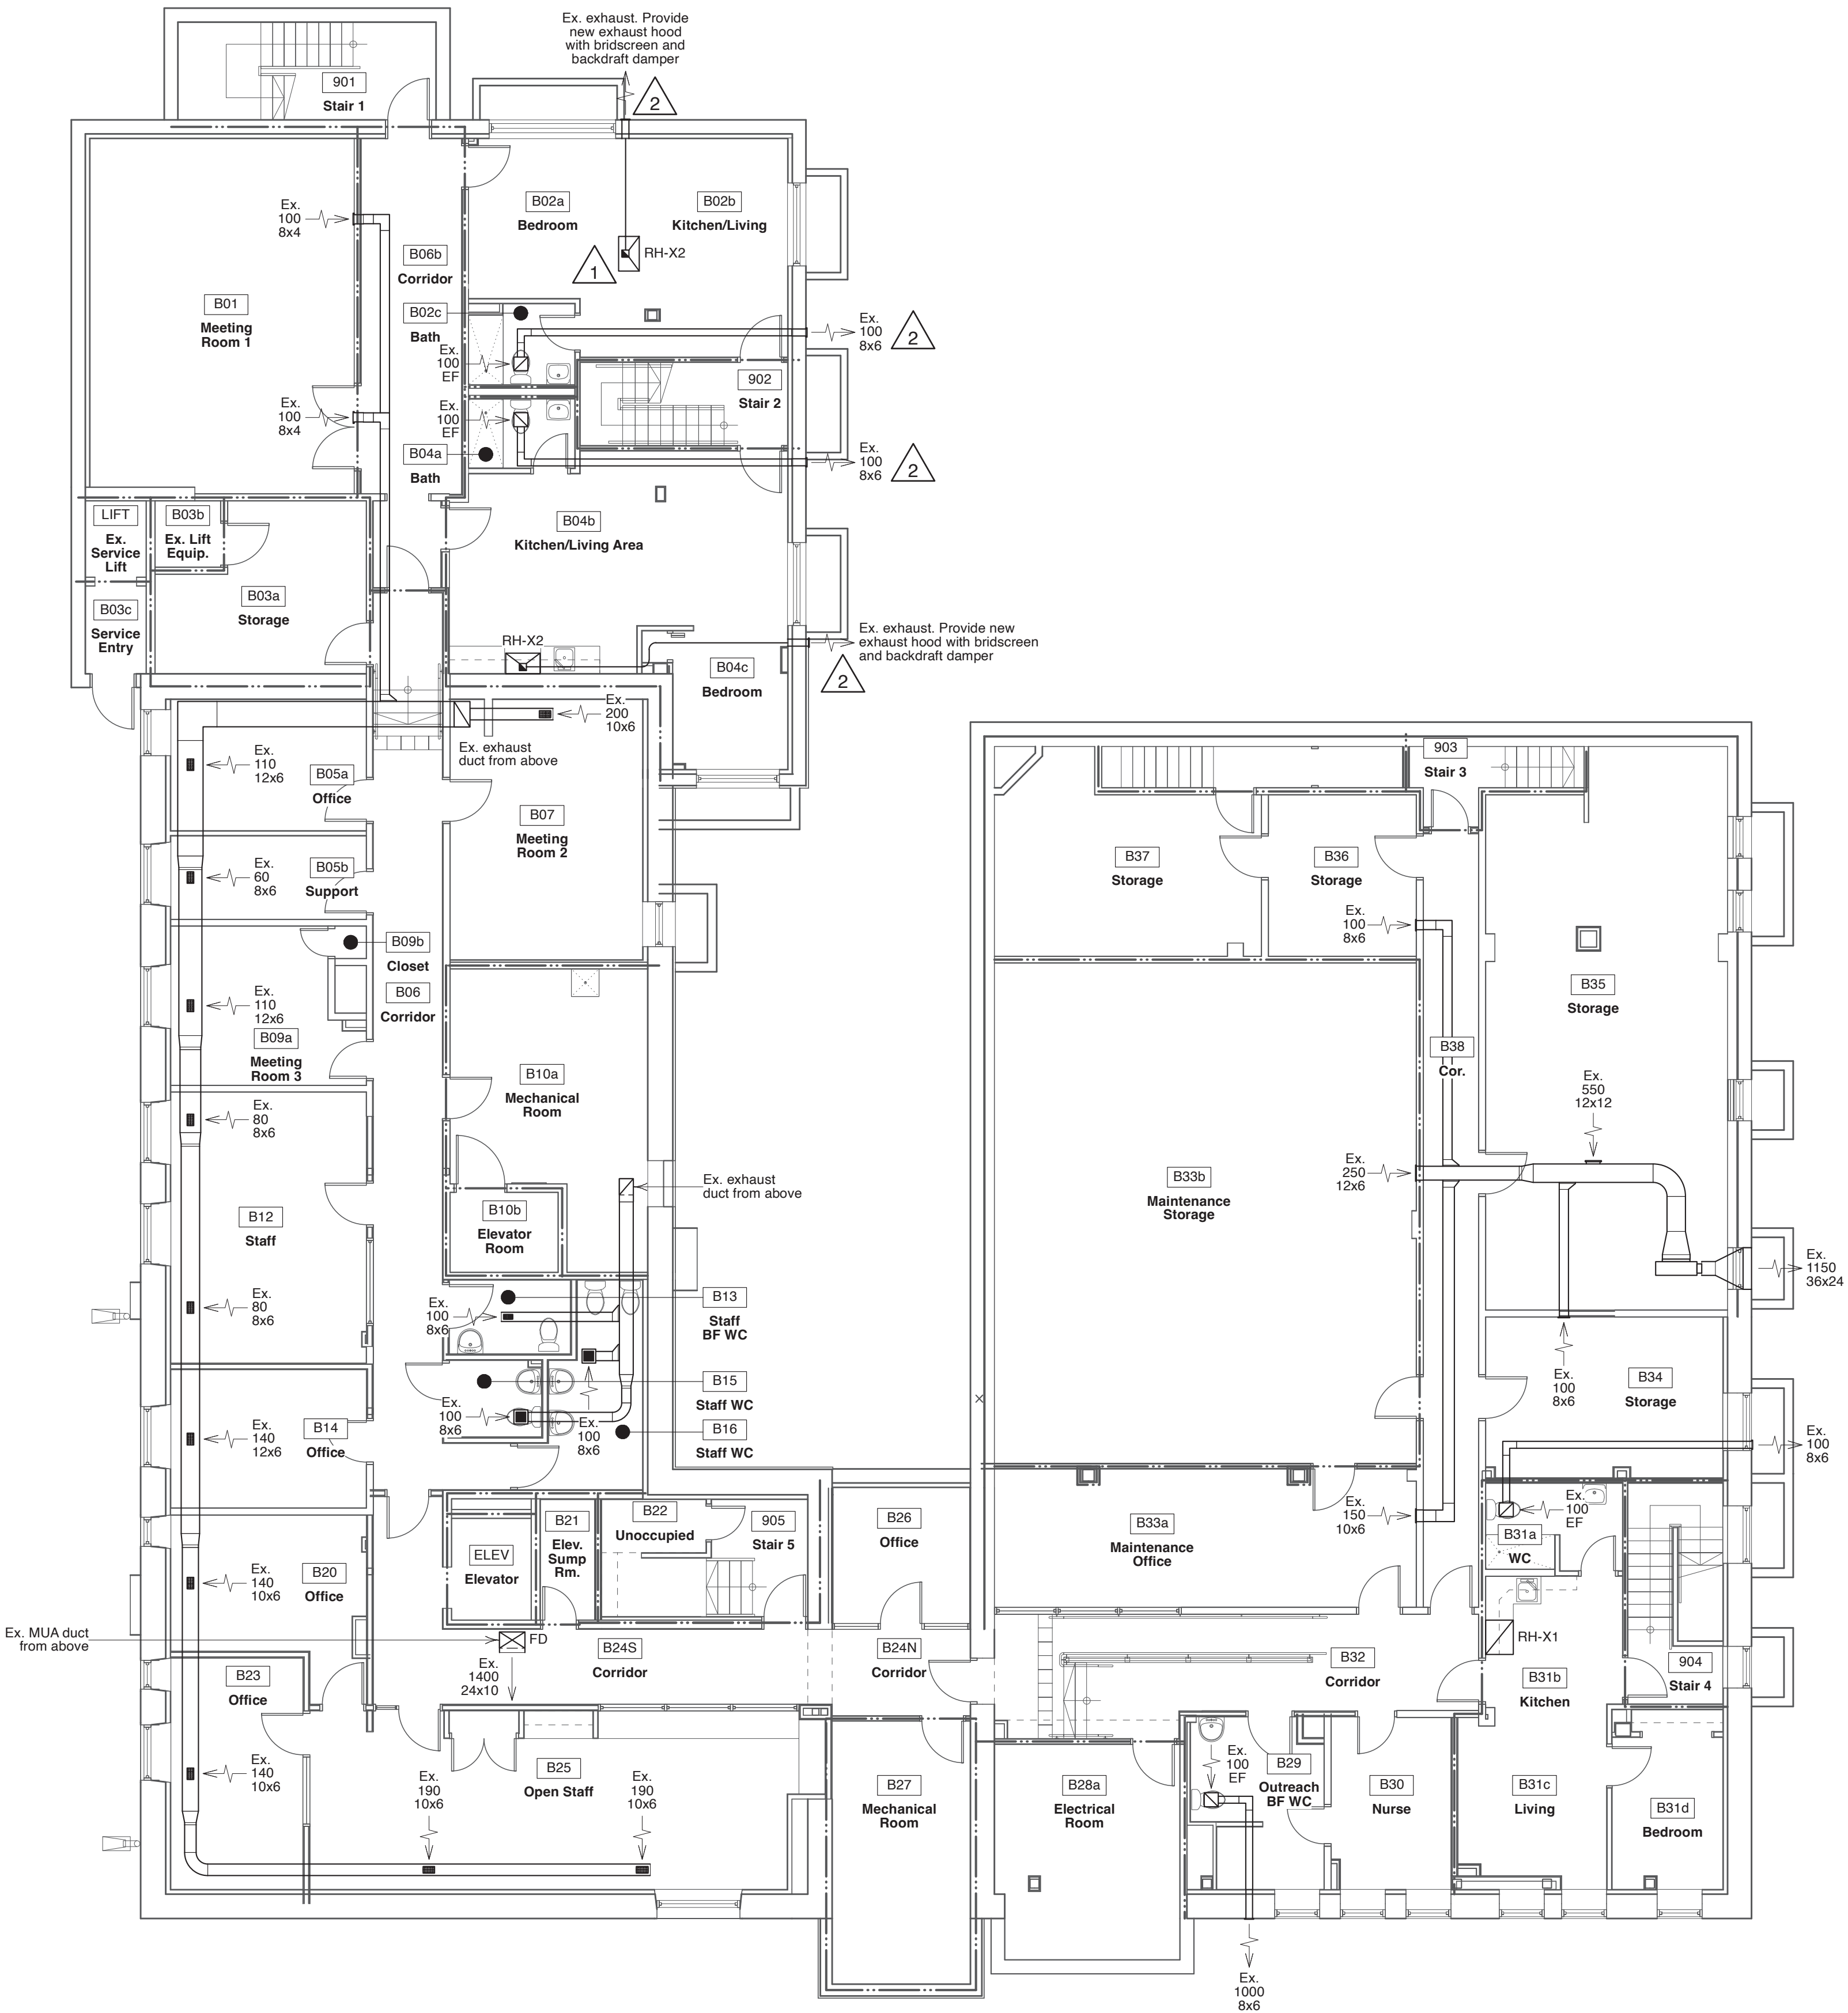 Ex. exhaust. Provide
new exhaust hood
with bridscreen and
backdraft damper
2
901
Stair 1
Ex.
100
8x4
B02a
Bedroom
B02b
Kitchen/Living
RH-X2
1
B06b
Corridor
B01
Meeting
Room 1
B02c
Bath
Ex.
100
EF
Ex.
100
8x6
2
902
Stair 2
Ex.
100
8x4
Ex.
100
EF
B04a
Bath
Ex.
100
8x6
2
LIFT
Ex.
Service
Lift
B03b
Ex. Lift
Equip.
B04b
Kitchen/Living Area
B03c
Service
Entry
B03a
Storage
RH-X2
Ex. exhaust. Provide new
exhaust hood with bridscreen
and backdraft damper
2
B04c
Bedroom
Ex.
200
10x6
Ex. exhaust
duct from above
Ex.
110
12x6
B05a
Office
B07
Meeting
Room 2
Ex.
60
8x6
B05b
Support
B09b
Closet
B06
Corridor
Ex.
110
12x6
B09a
Meeting
Room 3
B10a
Mechanical
Room
Ex.
80
8x6
Ex. exhaust
duct from above
B12
Staff
B10b
Elevator
Room
Ex.
80
8x6
Ex.
100
8x6
B13
Staff
BF WC
B15
Staff WC
B16
Staff WC
Ex.
100
8x6
Ex.
100
8x6
Ex.
140
12x6
B14
Office
ELEV
Elevator
B21
Elev.
Sump
Rm.
B22
Unoccupied
905
Stair 5
B26
Office
Ex.
140
10x6
B20
Office
Ex. MUA duct
from above
FD
Ex.
1400
24x10
B24S
Corridor
B24N
Corridor
B23
Office
Ex.
140
10x6
B25
Open Staff
Ex.
190
10x6
Ex.
190
10x6
B27
Mechanical
Room
B28a
Electrical
Room
903
Stair 3
B37
Storage
B36
Storage
Ex.
100
8x6
B35
Storage
B38
Cor.
Ex.
550
12x12
Ex.
250
12x6
B33b
Maintenance
Storage
Ex.
1150
36x24
Ex.
100
8x6
B34
Storage
Ex.
100
8x6
Ex.
150
10x6
B33a
Maintenance
Office
Ex.
100
EF
B31a
WC
RH-X1
B32
Corridor
B31b
Kitchen
904
Stair 4
Ex.
100
EF
B29
Outreach
BF WC
B30
Nurse
B31c
Living
B31d
Bedroom
Ex.
1000
8x6